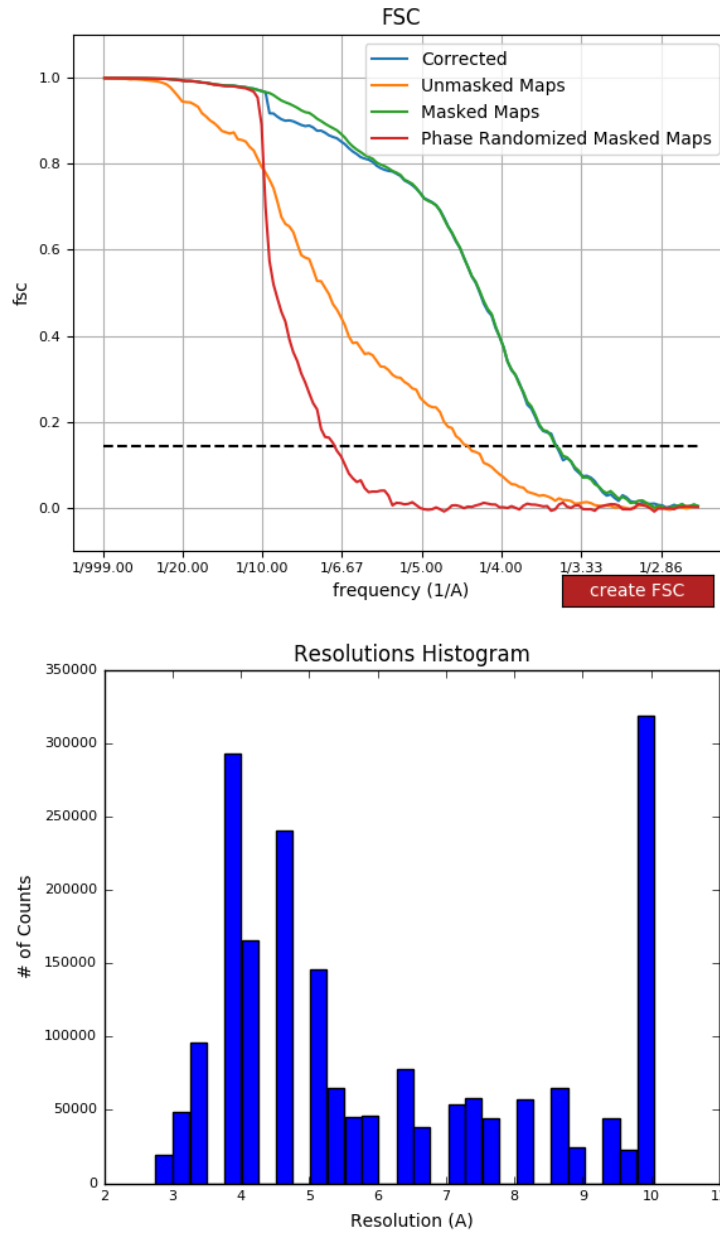 FSC
Corrected
Unmasked Maps
Masked Maps
Phase Randomized Masked Maps
1.0
0.8
0.6
0.4
0.2
0.0
fsc
1/999.00 1/20.00 1/10.00 1/6.67 1/5.00 1/4.00 1/3.33 1/2.86
frequency (1/A)
create FSC
Resolutions Histogram
350000
300000
250000
200000
150000
100000
50000
0
# of Counts
2 3 4 5 6 7 8 9 10 11
Resolution (A)